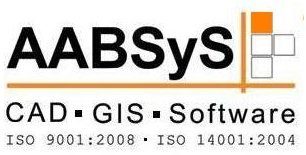 AABSyS
CAD ▪ GIS ▪ Software
ISO 9001:2008 · ISO 14001:2004